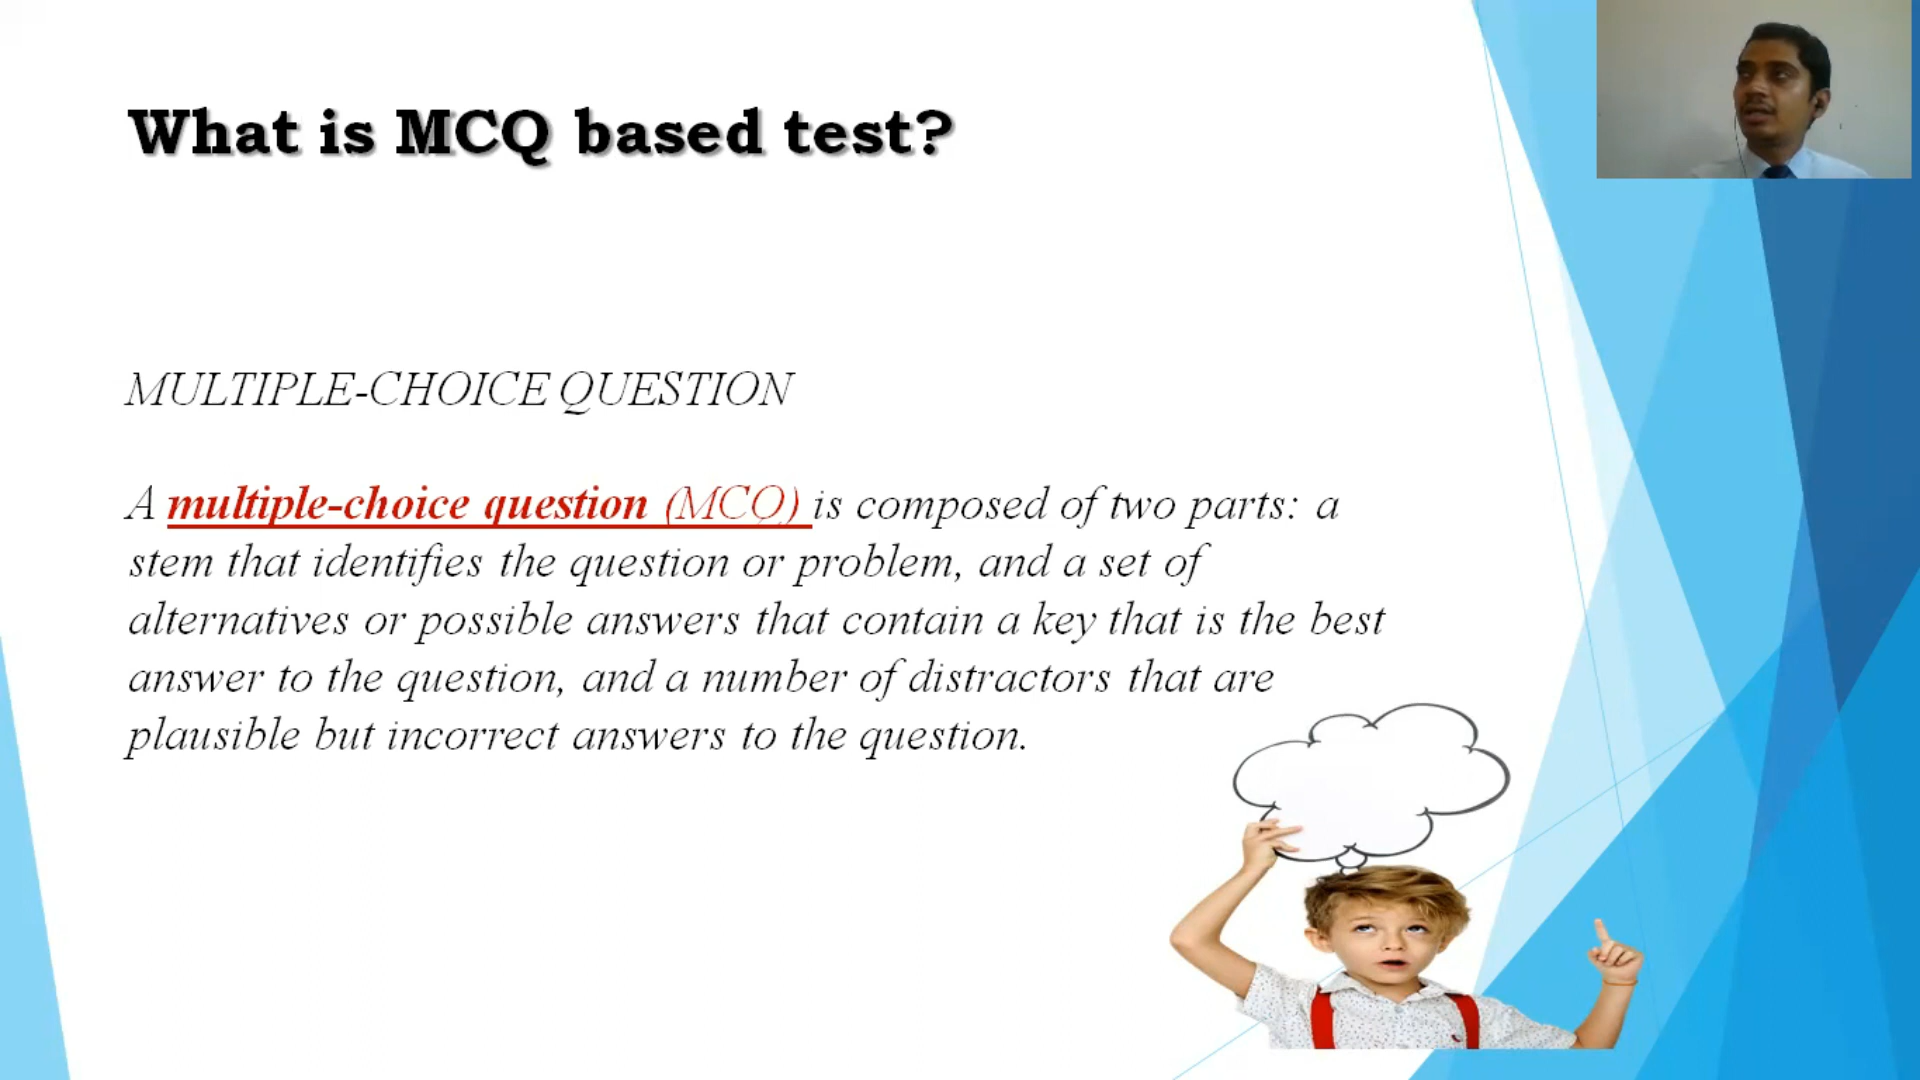 What is MCQ based test?
MULTIPLE-CHOICE QUESTION
A multiple-choice question (MCQ) is composed of two parts: a
stem that identifies the question or problem, and a set of
alternatives or possible answers that contain a key that is the best
answer to the question, and a number of distractors that are
plausible but incorrect answers to the question.